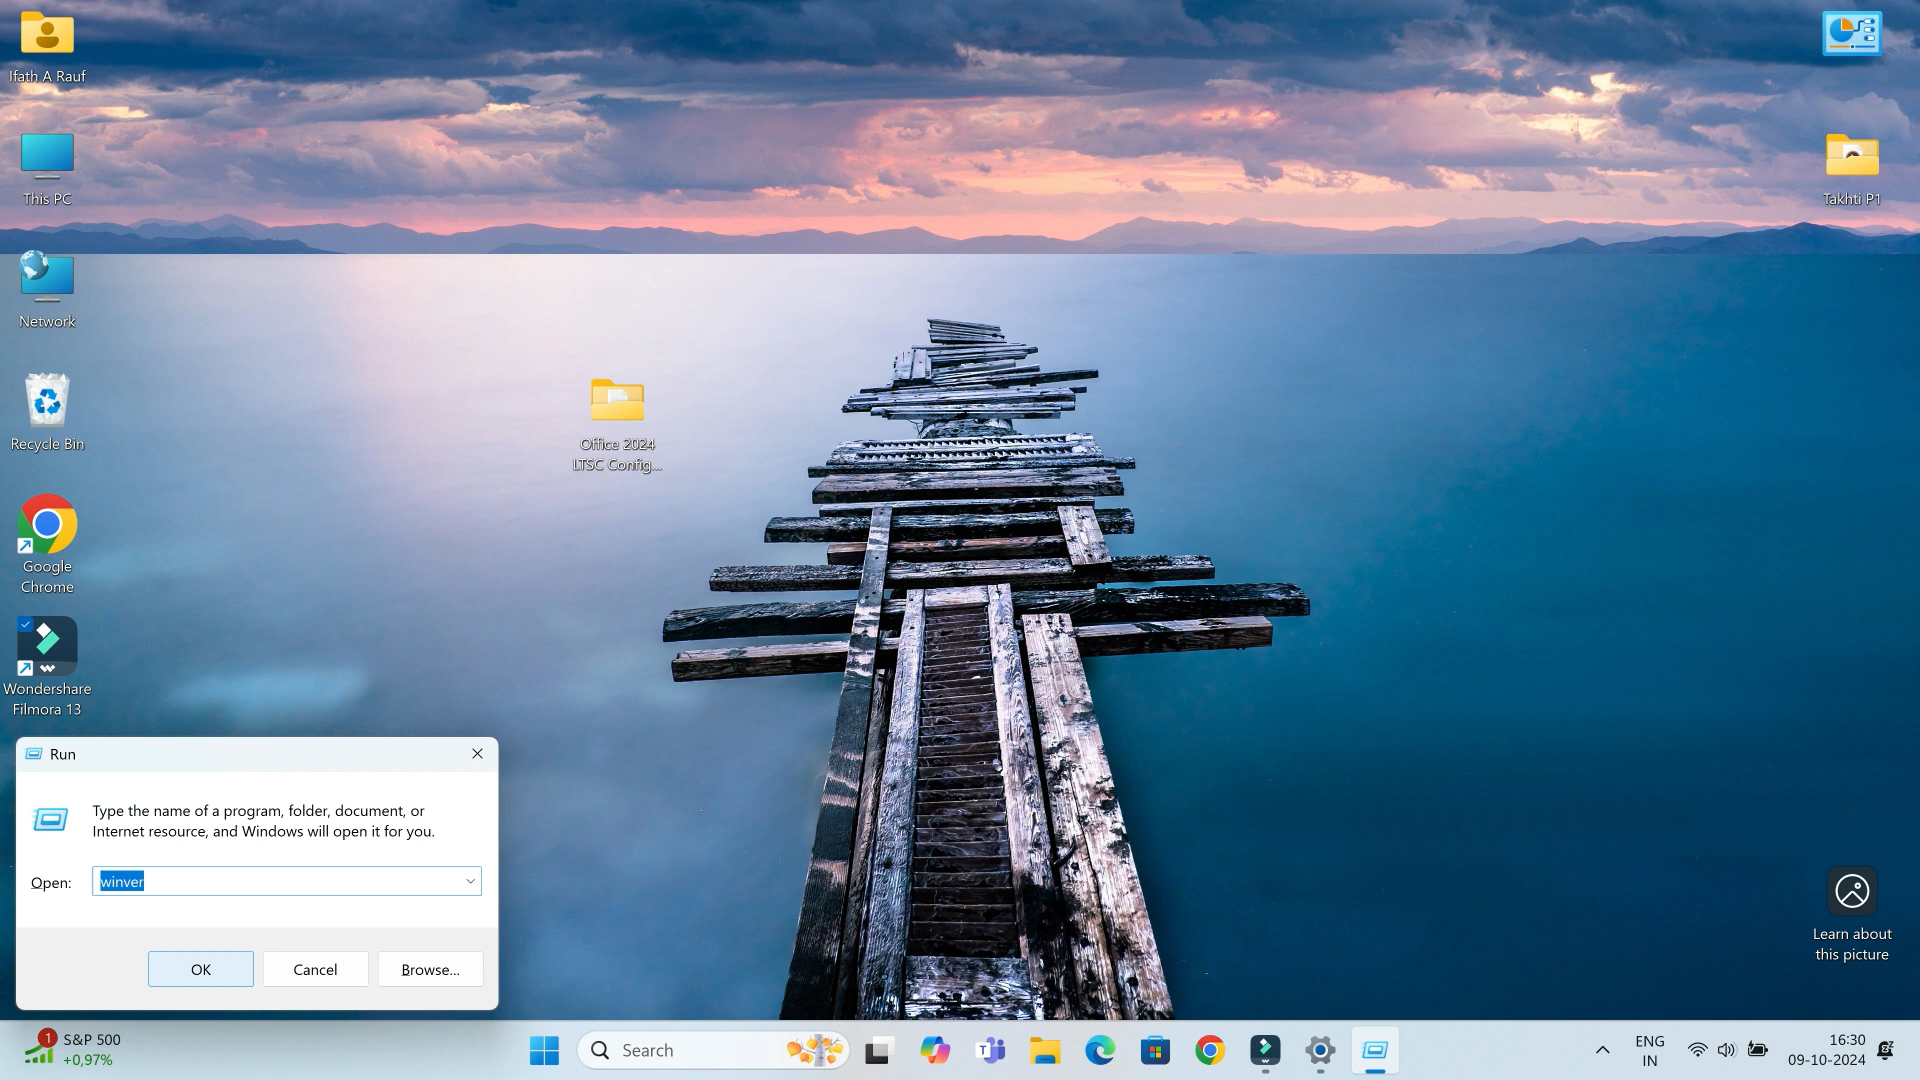 Ifath A Rauf
This PC
Network
Recycle Bin
Google
Chrome
Wondershare
Filmora 13
Office 2024
LTSC Config...
Takhti P1
Learn about
this picture
Run
Type the name of a program, folder, document, or
Internet resource, and Windows will open it for you.
Open: winver
OK Cancel Browse...
1 S&P 500
+0,97%
Search
ENG
IN
16:30
09-10-2024